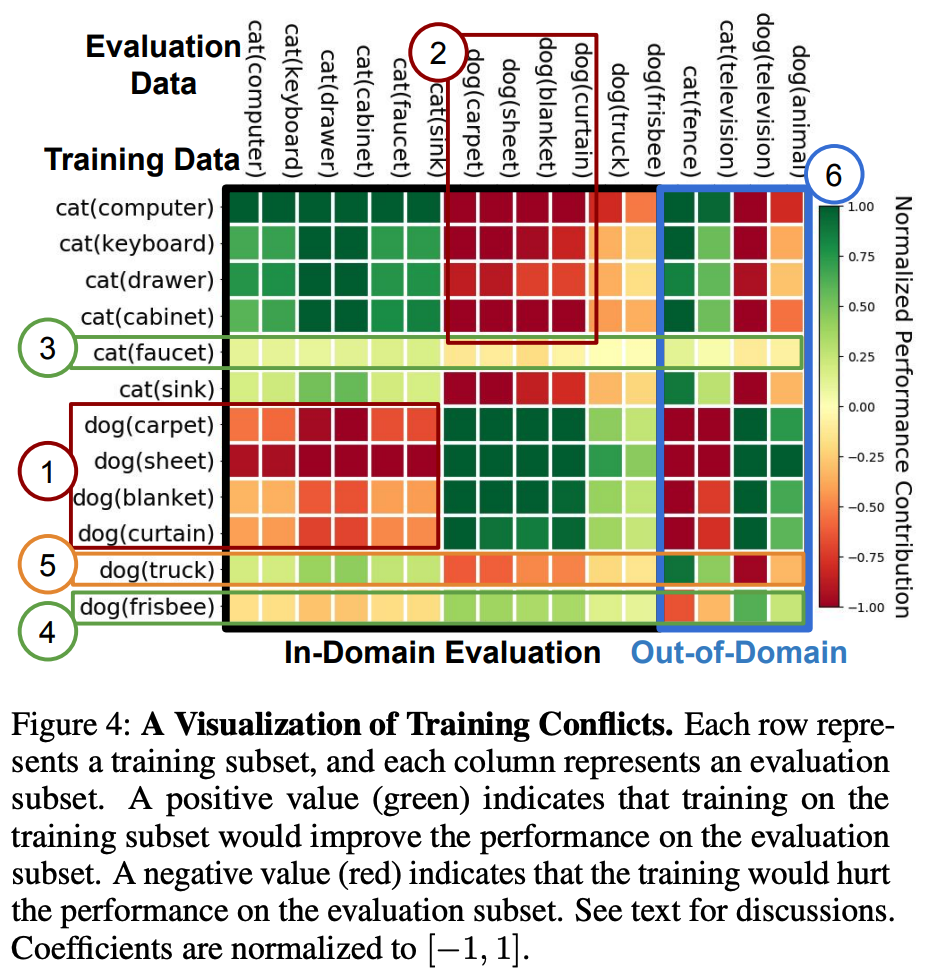 Evaluation
Data
Training Data
cat(computer)
cat(keyboard)
cat(drawer)
cat(cabinet)
cat(faucet)
cat(sink)
dog(carpet)
dog(sheet)
dog(blanket)
dog(curtain)
dog(truck)
dog(frisbee)
cat(fence)
cat(television)
dog(television)
dog(animal)
2
6
cat(computer)
cat(keyboard)
cat(drawer)
cat(cabinet)
3
cat(faucet)
cat(sink)
dog(carpet)
1
dog(sheet)
dog(blanket)
dog(curtain)
5
dog(truck)
4
dog(frisbee)
1.00
0.75
0.50
0.25
0.00
−0.25
−0.50
−0.75
−1.00
Normalized Performance Contribution
In-Domain Evaluation
Out-of-Domain
Figure 4: A Visualization of Training Conflicts. Each row repre-
sents a training subset, and each column represents an evaluation
subset. A positive value (green) indicates that training on the
training subset would improve the performance on the evaluation
subset. A negative value (red) indicates that the training would hurt
the performance on the evaluation subset. See text for discussions.
Coefficients are normalized to [−1, 1].